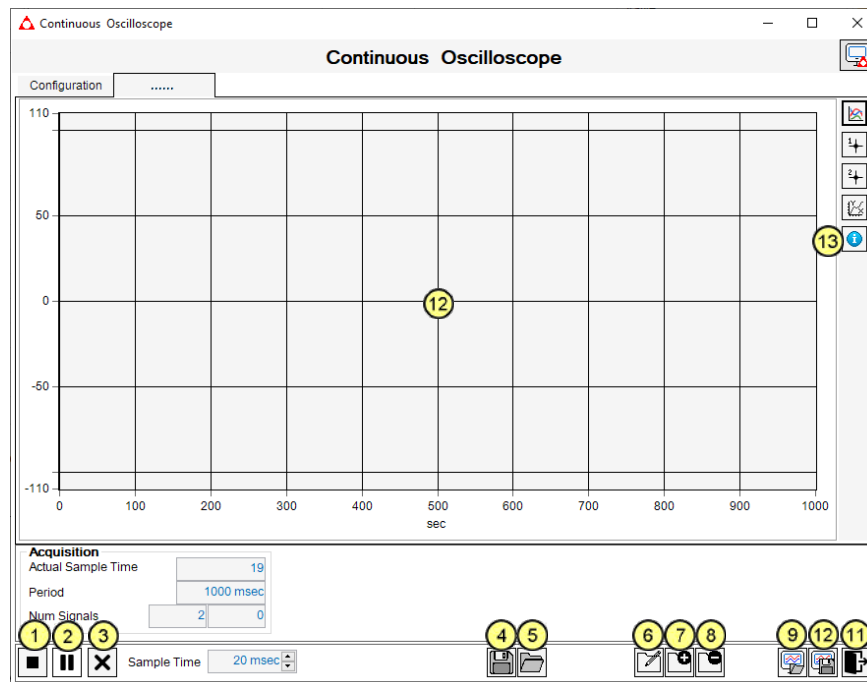 Continuous Oscilloscope
Continuous Oscilloscope
Configuration ......
110
1
2
50
13
0
12
-50
-110
0 100 200 300 400 500 600 700 800 900 1000
sec
Acquisition
Actual Sample Time 19
Period 1000 msec
Num Signals 2 0
1 2 3 4 5 6 7 8 9 12 11
Sample Time 20 msec